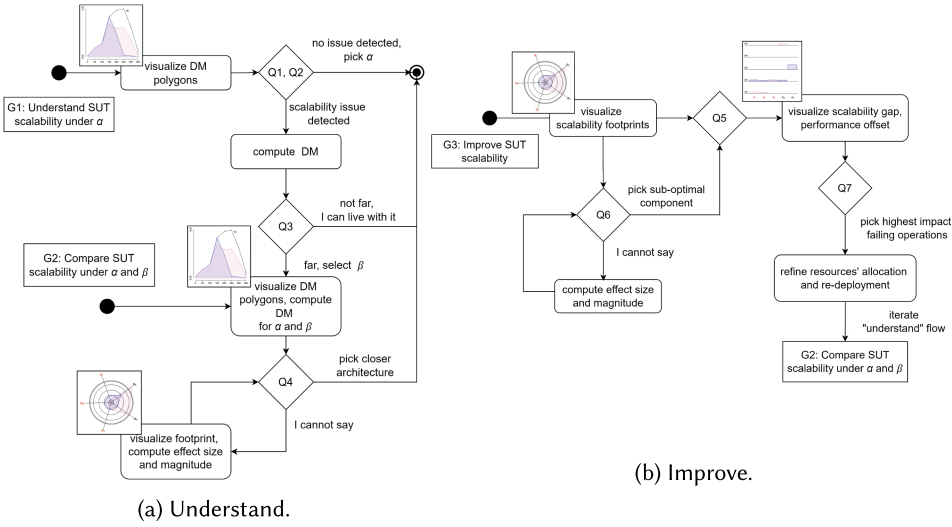 visualize DM
polygons
Q1, Q2
no issue detected,
pick α
G1: Understand SUT
scalability under α
scalability issue
detected
compute DM
Q3
not far,
I can live with it
G2: Compare SUT
scalability under α and β
far, select β
visualize DM
polygons, compute
DM
for α and β
Q4
pick closer
architecture
I cannot say
visualize footprint,
compute effect size
and magnitude
(a) Understand.
visualize
scalability footprints
G3: Improve SUT
scalability
Q5
visualize scalability gap,
performance offset
Q6
pick sub-optimal
component
I cannot say
compute effect size
and magnitude
Q7
pick highest impact
failing operations
refine resources' allocation
and re-deployment
iterate
"understand" flow
G2: Compare SUT
scalability under α and β
(b) Improve.